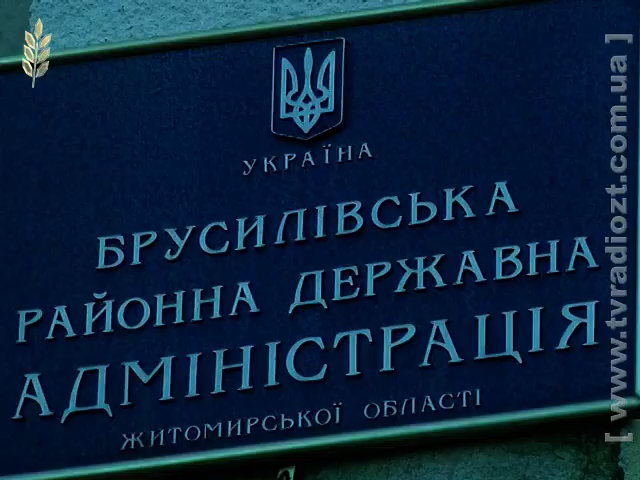 УКРАЇНА
БРУСИЛІВСЬКА
РАЙОННА ДЕРЖАВНА
АДМІНІСТРАЦІЯ
ЖИТОМИРСЬКОЇ ОБЛАСТІ
[ www.tvradiozt.com.ua ]